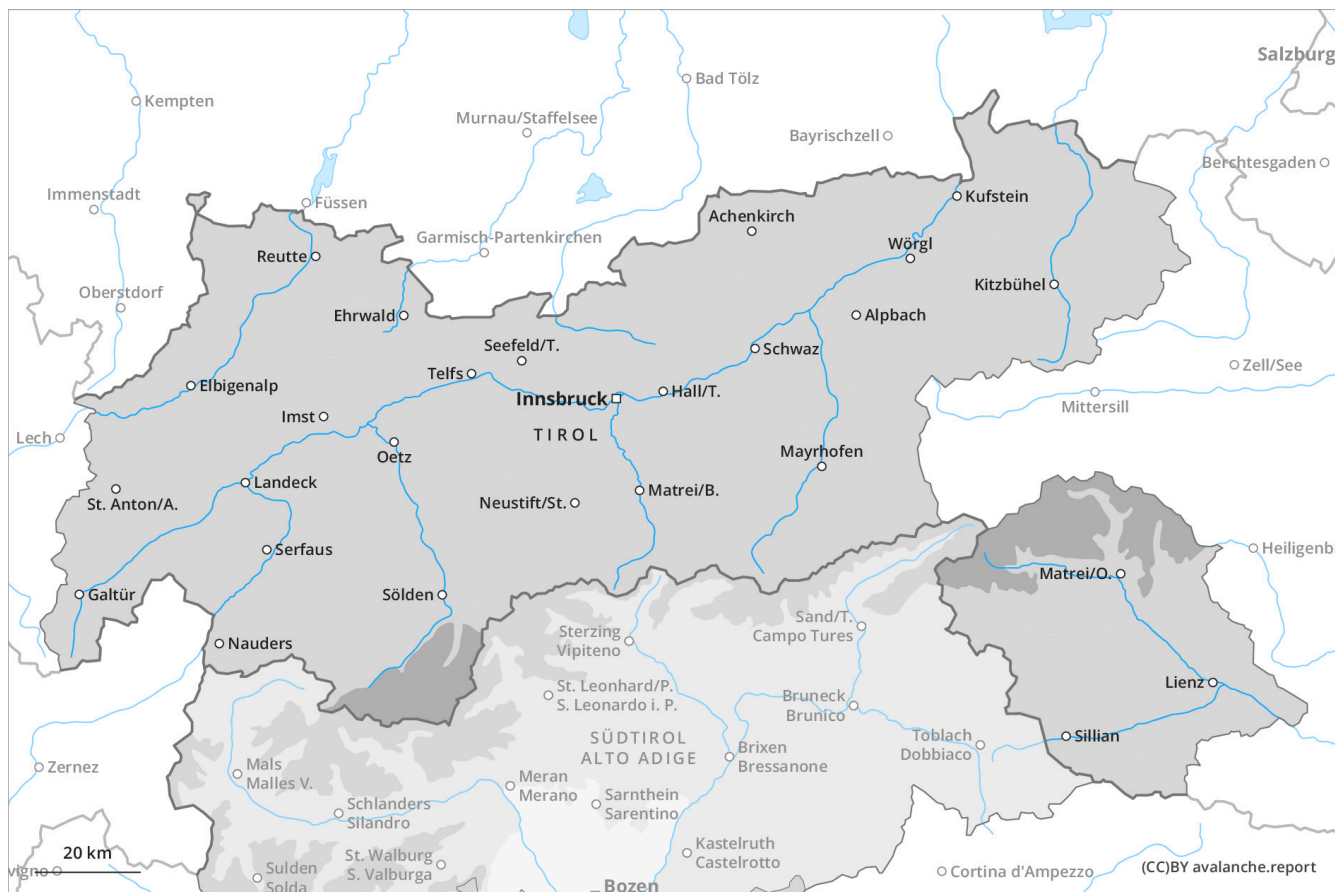 Salzburg
Bad Tölz
Kempten
Murnau/Staffelsee
Bayrischzell
Berchtesgaden
Immenstadt
Füssen
Kufstein
Achenkirch
Garmisch-Partenkirchen
Wörgl
Reutte
Kitzbühel
Oberstdorf
Ehrwald
Alpbach
Seefeld/T.
Schwaz
Zell/See
Telfs
Elbigenalp
Hall/T.
Innsbruck
Mittersill
Imst
Lech
TIROL
Oetz
Mayrhofen
Landeck
Matrei/B.
St. Anton/A.
Neustift/St.
Serfaus
Heiligenb
Matrei/O.
Galtür
Sölden
Sand/T.
Campo Tures
Sterzing
Vipiteno
Nauders
Lienz
St. Leonhard/P.
S. Leonardo i. P.
Bruneck
Brunico
Sillian
SÜDTIROL
ALTO ADIGE
Toblach
Dobbiaco
Brixen
Bressanone
Zernez
Mals
Malles V.
Meran
Merano
Schlanders
Silandro
Sarnthein
Sarentino
Kastelruth
Castelrotto
20 km
St. Walburg
S. Valburga
vigno
Sulden
Solda
Cortina d'Ampezzo
(CC)BY avalanche.report
Bozen